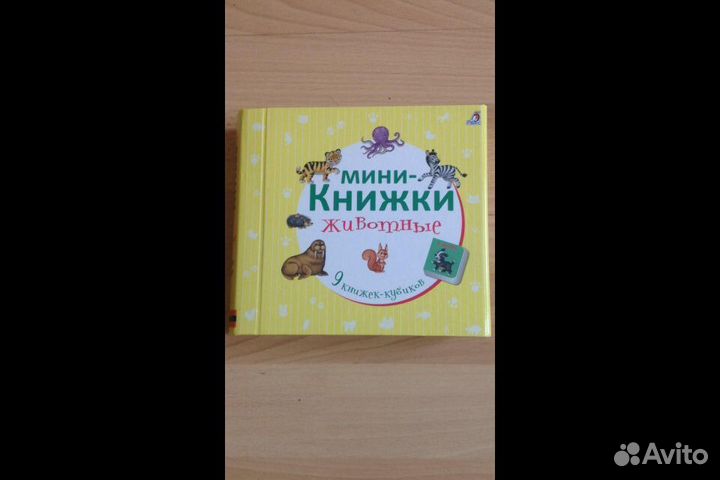 мини-
Книжки
животные
9 книжек-кубиков
Avito